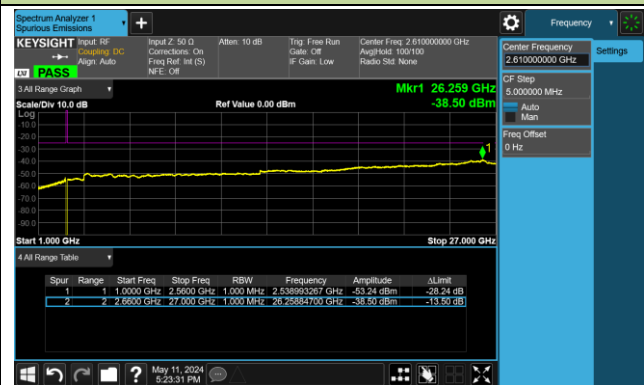 Spectrum Analyzer 1
Spurious Emissions
Frequency
KEYSIGHT
Input: RF
Coupling: DC
Align: Auto
Input Z: 50 Ω
Corrections: On
Freq Ref: Int (S)
NFE: Off
Atten: 10 dB
Trig: Free Run
Gate: Off
IF Gain: Low
Center Freq: 2.610000000 GHz
Avg|Hold: 100/100
Radio Std: None
LXI
PASS
Center Frequency
2.610000000 GHz
Settings
CF Step
5.000000 MHz
Auto
Man
Freq Offset
0 Hz
3 All Range Graph
Mkr1 26.259 GHz
Scale/Div 10.0 dB
Ref Value 0.00 dBm
-38.50 dBm
Log
-10.0
-20.0
-30.0
-40.0
-50.0
-60.0
-70.0
-80.0
-90.0
1
Start 1.000 GHz
Stop 27.000 GHz
4 All Range Table
Spur Range Start Freq Stop Freq RBW Frequency Amplitude ΔLimit
1 1 1.0000 GHz 2.5600 GHz 1.000 MHz 2.538993267 GHz -53.24 dBm -28.24 dB
2 2 2.6600 GHz 27.000 GHz 1.000 MHz 26.25884700 GHz -38.50 dBm -13.50 dB
May 11, 2024
5:23:31 PM